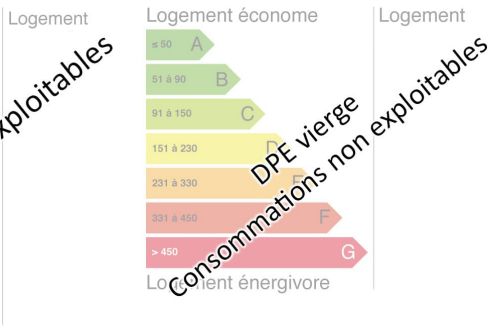 Logement
xploitables
Logement économe
≤ 50 A
51 à 90 B
91 à 150 C
151 à 230 D
231 à 330 E
331 à 450 F
> 450 G
Logement énergivore
DPE vierge
Consommations non exploitables
Logement